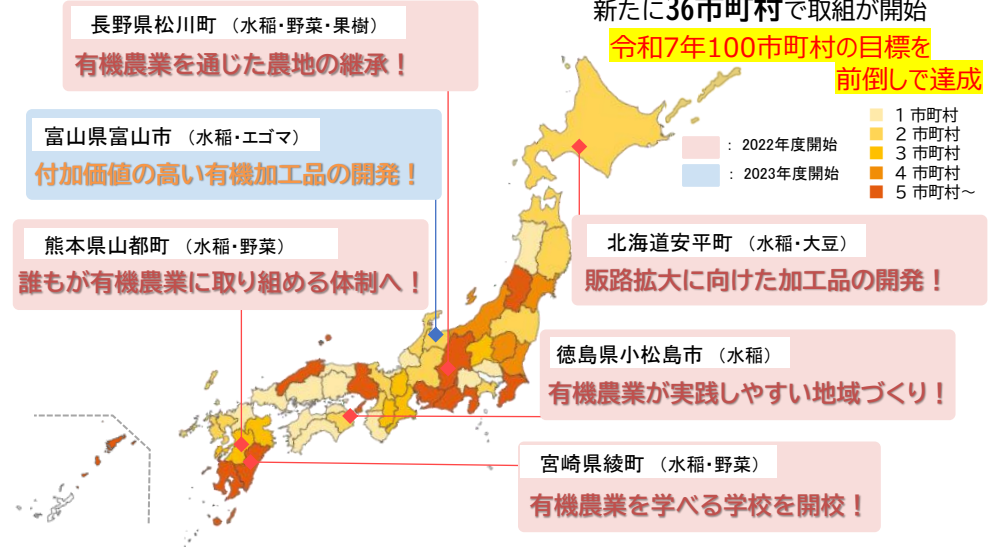 新たに36市町村で取組が開始
令和7年100市町村の目標を
前倒しで達成
長野県松川町 （水稲・野菜・果樹）
有機農業を通じた農地の継承！
富山県富山市 （水稲・エゴマ）
付加価値の高い有機加工品の開発！
熊本県山都町 （水稲・野菜）
誰もが有機農業に取り組める体制へ！
： 2022年度開始
： 2023年度開始
1 市町村
2 市町村
3 市町村
4 市町村
5 市町村～
北海道安平町 （水稲・大豆）
販路拡大に向けた加工品の開発！
徳島県小松島市 （水稲）
有機農業が実践しやすい地域づくり！
宮崎県綾町 （水稲・野菜）
有機農業を学べる学校を開校！